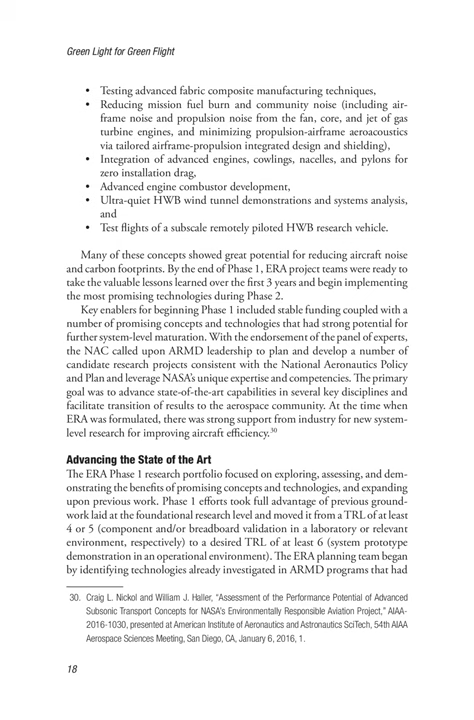 Green Light for Green Flight
• Testing advanced fabric composite manufacturing techniques,
• Reducing mission fuel burn and community noise (including air-
frame noise and propulsion noise from the fan, core, and jet of gas
turbine engines, and minimizing propulsion-airframe aeroacoustics
via tailored airframe-propulsion integrated design and shielding),
• Integration of advanced engines, cowlings, nacelles, and pylons for
zero installation drag,
• Advanced engine combustor development,
• Ultra-quiet HWB wind tunnel demonstrations and systems analysis,
and
• Test flights of a subscale remotely piloted HWB research vehicle.
Many of these concepts showed great potential for reducing aircraft noise
and carbon footprints. By the end of Phase 1, ERA project teams were ready to
take the valuable lessons learned over the first 3 years and begin implementing
the most promising technologies during Phase 2.
Key enablers for beginning Phase 1 included stable funding coupled with a
number of promising concepts and technologies that had strong potential for
further system-level maturation. With the endorsement of the panel of experts,
the NAC called upon ARMD leadership to plan and develop a number of
candidate research projects consistent with the National Aeronautics Policy
and Plan and leverage NASA's unique expertise and competencies. The primary
goal was to advance state-of-the-art capabilities in several key disciplines and
facilitate transition of results to the aerospace community. At the time when
ERA was formulated, there was strong support from industry for new system-
level research for improving aircraft efficiency.30
Advancing the State of the Art
The ERA Phase 1 research portfolio focused on exploring, assessing, and dem-
onstrating the benefits of promising concepts and technologies, and expanding
upon previous work. Phase 1 efforts took full advantage of previous ground-
work laid at the foundational research level and moved it from a TRL of at least
4 or 5 (component and/or breadboard validation in a laboratory or relevant
environment, respectively) to a desired TRL of at least 6 (system prototype
demonstration in an operational environment). The ERA planning team began
by identifying technologies already investigated in ARMD programs that had
30. Craig L. Nickol and William J. Haller, "Assessment of the Performance Potential of Advanced
Subsonic Transport Concepts for NASA's Environmentally Responsible Aviation Project," AIAA-
2016-1030, presented at American Institute of Aeronautics and Astronautics SciTech, 54th AIAA
Aerospace Sciences Meeting, San Diego, CA, January 6, 2016, 1.
18